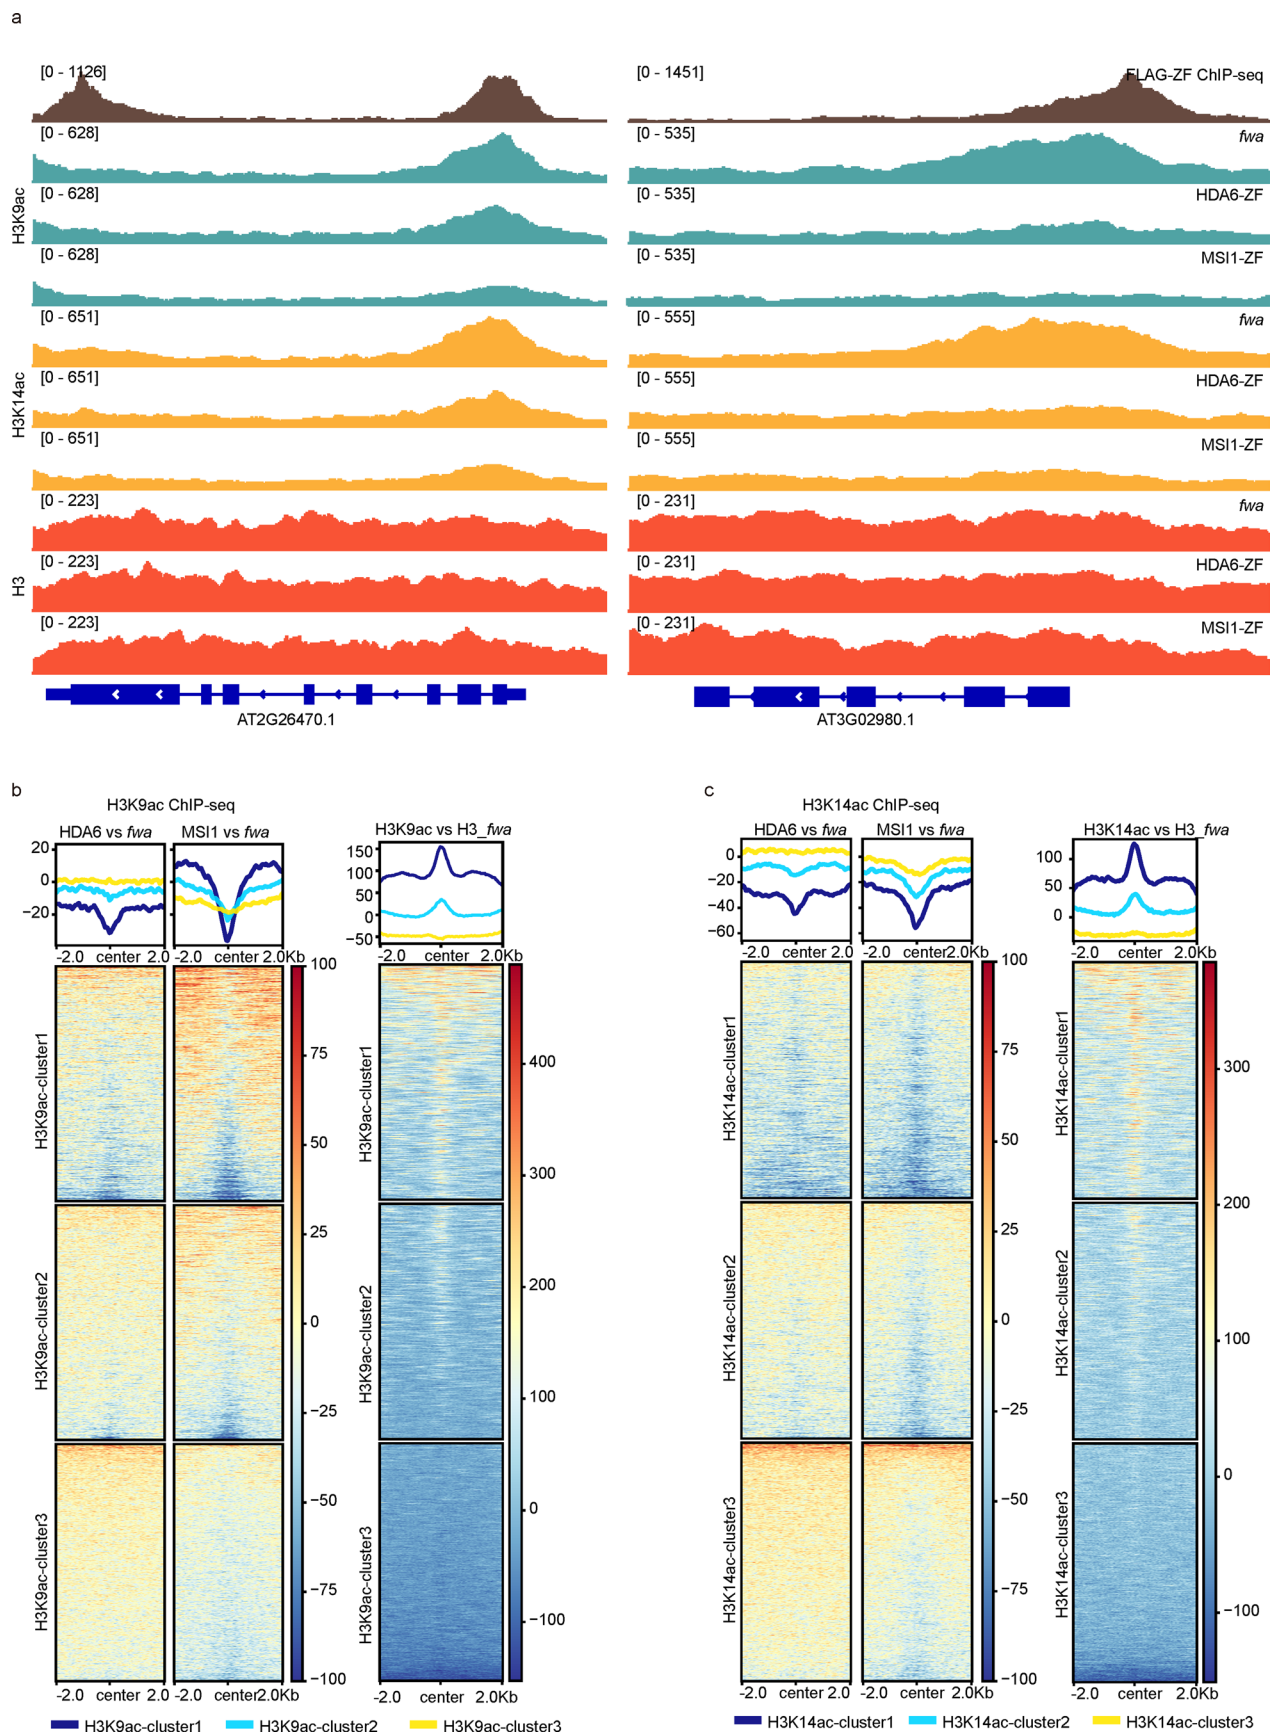 a
[0 - 1126] [0 - 1451] FLAG-ZF ChIP-seq
[0 - 628] [0 - 535] fwa
[0 - 628] [0 - 535] HDA6-ZF
H3K9ac
[0 - 628] [0 - 535] MSI1-ZF
[0 - 651] [0 - 555] fwa
[0 - 651] [0 - 555] HDA6-ZF
H3K14ac
[0 - 651] [0 - 555] MSI1-ZF
[0 - 223] [0 - 231] fwa
[0 - 223] [0 - 231] HDA6-ZF
H3
[0 - 223] [0 - 231] MSI1-ZF
AT2G26470.1 AT3G02980.1
b
H3K9ac ChIP-seq
HDA6 vs fwa MSI1 vs fwa H3K9ac vs H3_fwa
20
0
−20
150
100
50
0
−50
-2.0 center 2.0 -2.0 center 2.0 -2.0 center 2.0Kb
H3K9ac-cluster1
H3K9ac-cluster2
H3K9ac-cluster3
100
75
50
25
0
−25
−50
−75
−100
H3K9ac-cluster1
H3K9ac-cluster2
H3K9ac-cluster3
400
300
200
100
0
−100
-2.0 center 2.0 -2.0 center2.0Kb -2.0 center 2.0Kb
H3K9ac-cluster1 H3K9ac-cluster2 H3K9ac-cluster3
c
H3K14ac ChIP-seq
HDA6 vs fwa MSI1 vs fwa H3K14ac vs H3_fwa
0
−20
−40
−60
100
50
0
-2.0 center 2.0 -2.0 center2.0Kb -2.0 center 2.0Kb
H3K14ac-cluster1
H3K14ac-cluster2
H3K14ac-cluster3
100
75
50
25
0
−25
−50
−75
−100
H3K14ac-cluster1
H3K14ac-cluster2
H3K14ac-cluster3
300
200
100
0
−100
-2.0 center 2.0 -2.0 center2.0Kb -2.0 center 2.0Kb
H3K14ac-cluster1 H3K14ac-cluster2 H3K14ac-cluster3